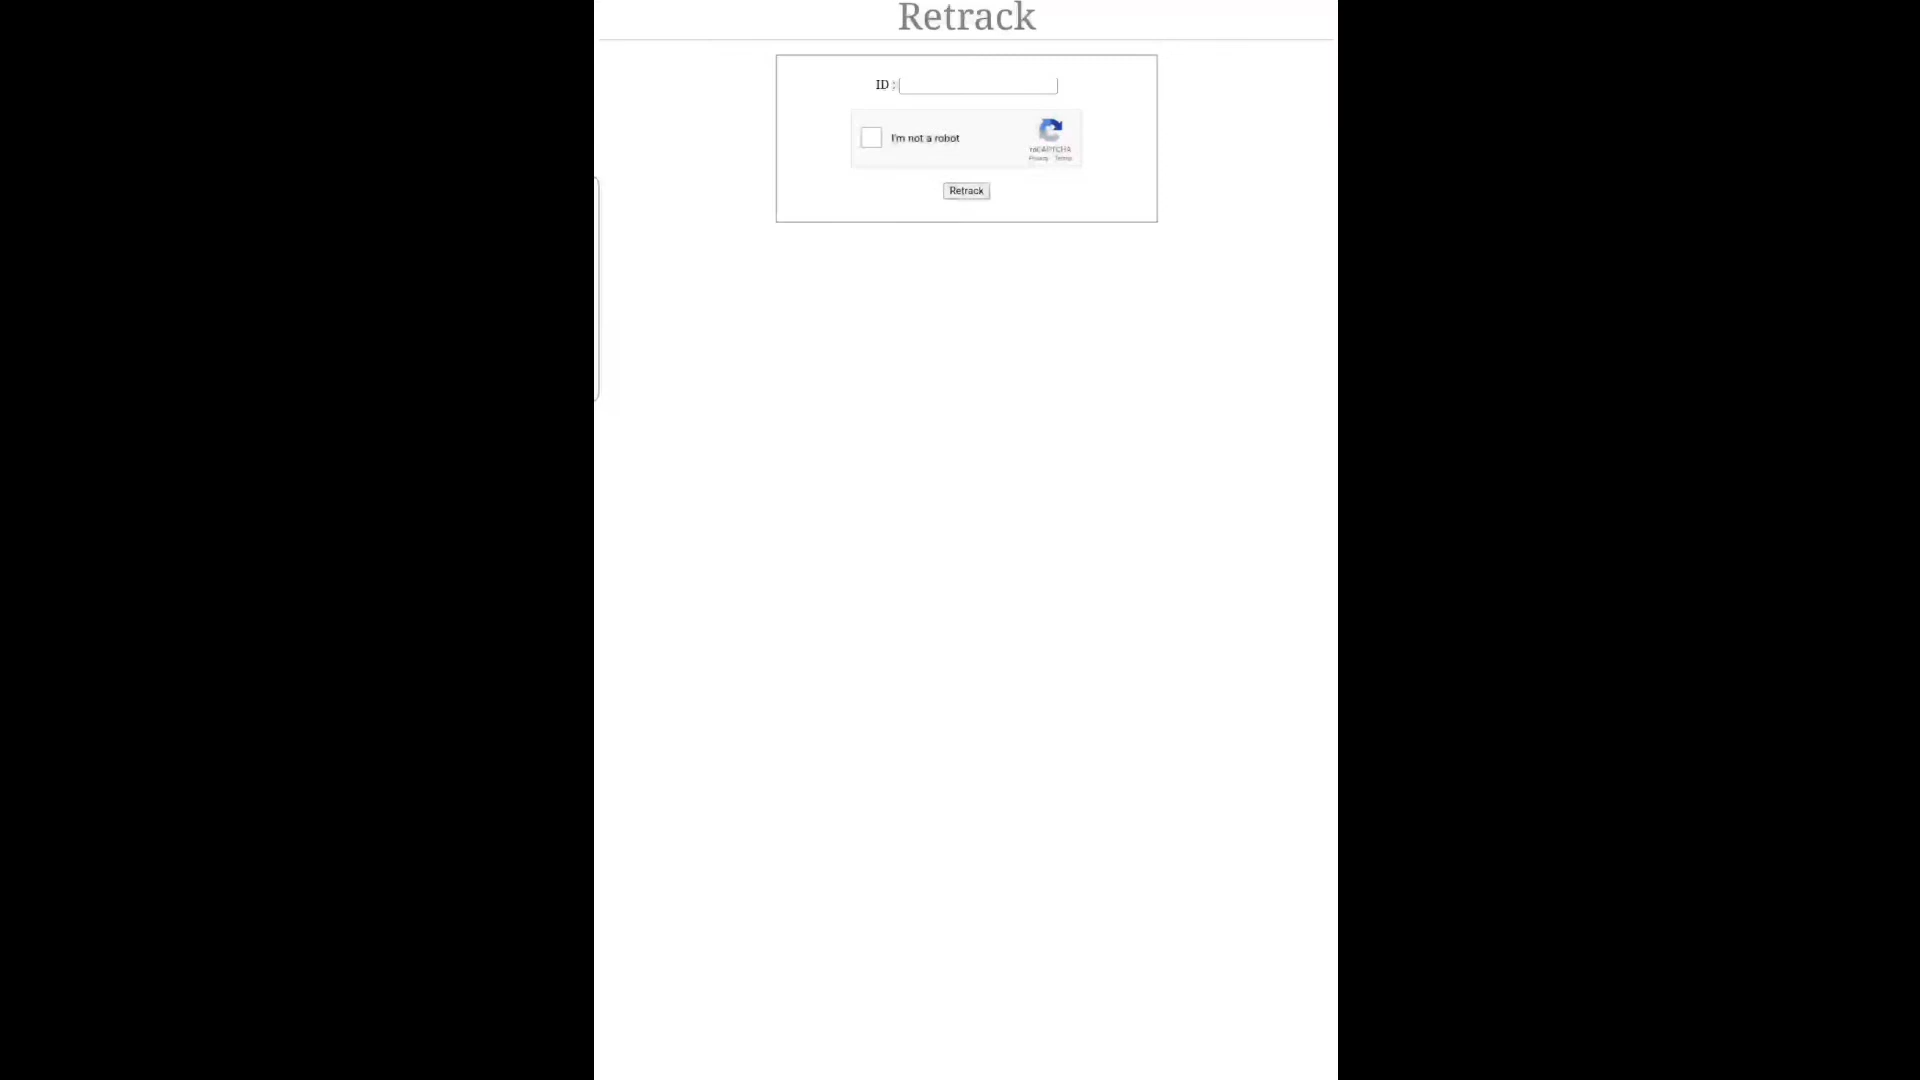 Retrack
ID :
I'm not a robot
reCAPTCHA
Privacy - Terms
Retrack